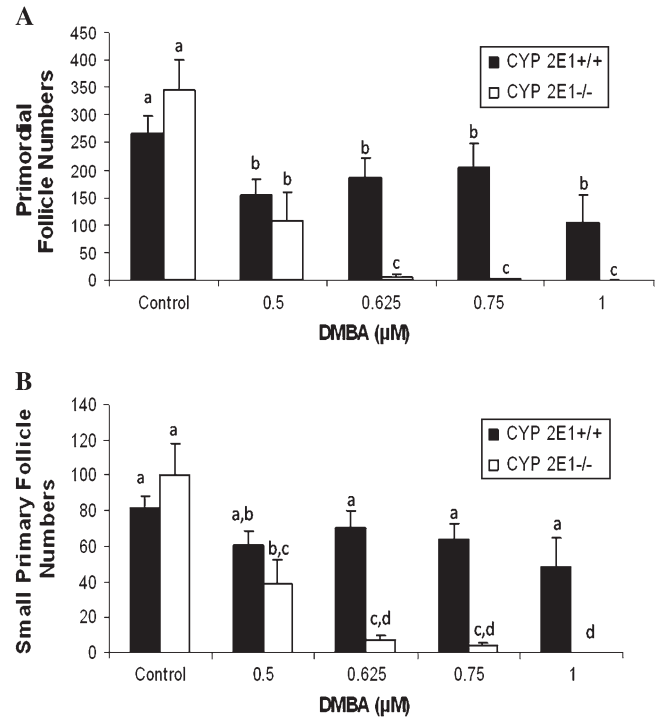 A
Primordial
Follicle Numbers
450
400
350
300
250
200
150
100
50
0
a
a
b
b
b
c
b
c
b
c
CYP 2E1+/+
CYP 2E1-/-
Control
0.5
0.625
0.75
1
DMBA (µM)
B
Small Primary Follicle
Numbers
140
120
100
80
60
40
20
0
a
a
a,b
b,c
a
c,d
a
c,d
a
d
CYP 2E1+/+
CYP 2E1-/-
Control
0.5
0.625
0.75
1
DMBA (µM)